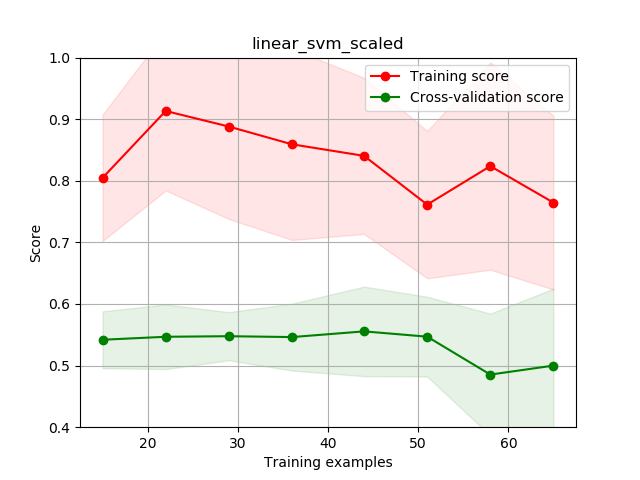 linear_svm_scaled
Training score
Cross-validation score
1.0
0.9
0.8
0.7
0.6
0.5
0.4
Score
20 30 40 50 60
Training examples